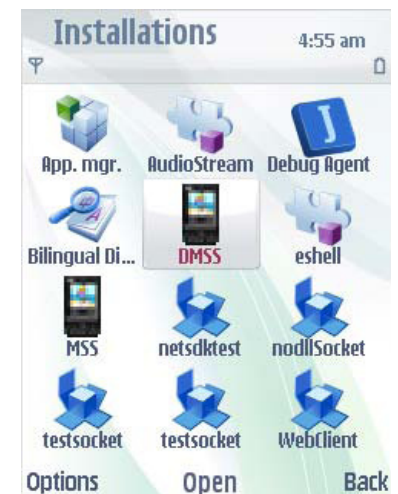 Installations 4:55 am
App. mgr. AudioStream Debug Agent
Bilingual Di... DMSS eshell
MSS netsdktest nodllSocket
testsocket testsocket WebClient
Options Open Back